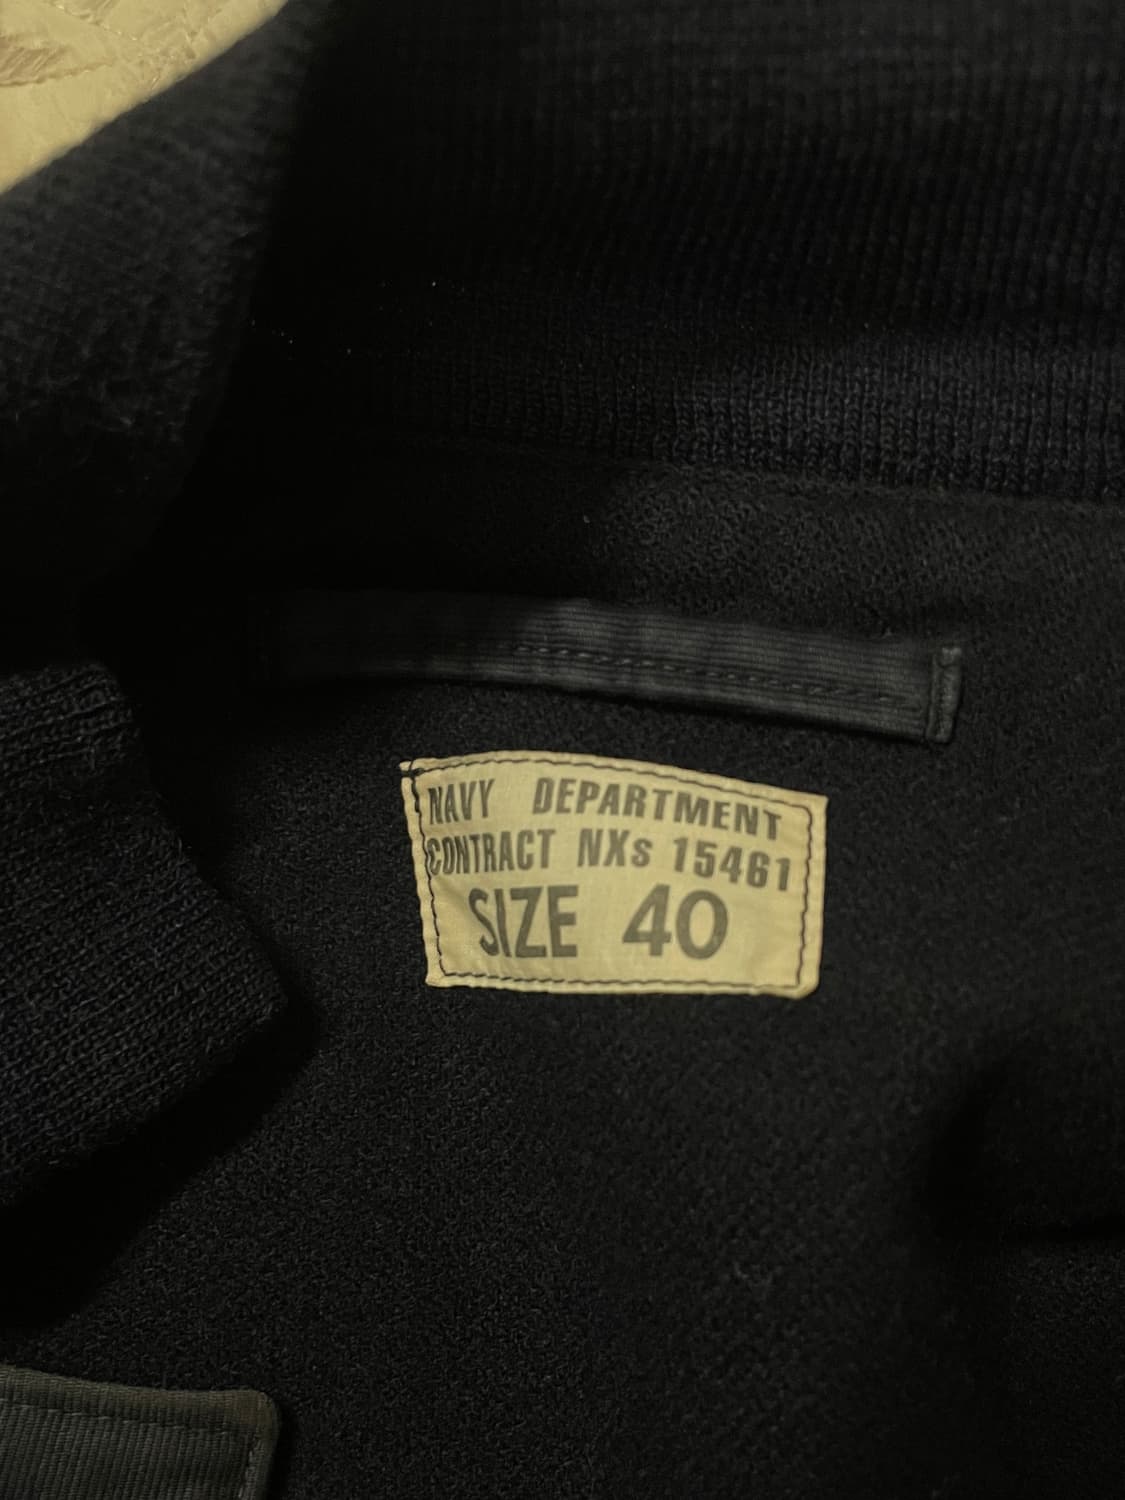 NAVY DEPARTMENT
CONTRACT NXs 15461
SIZE 40